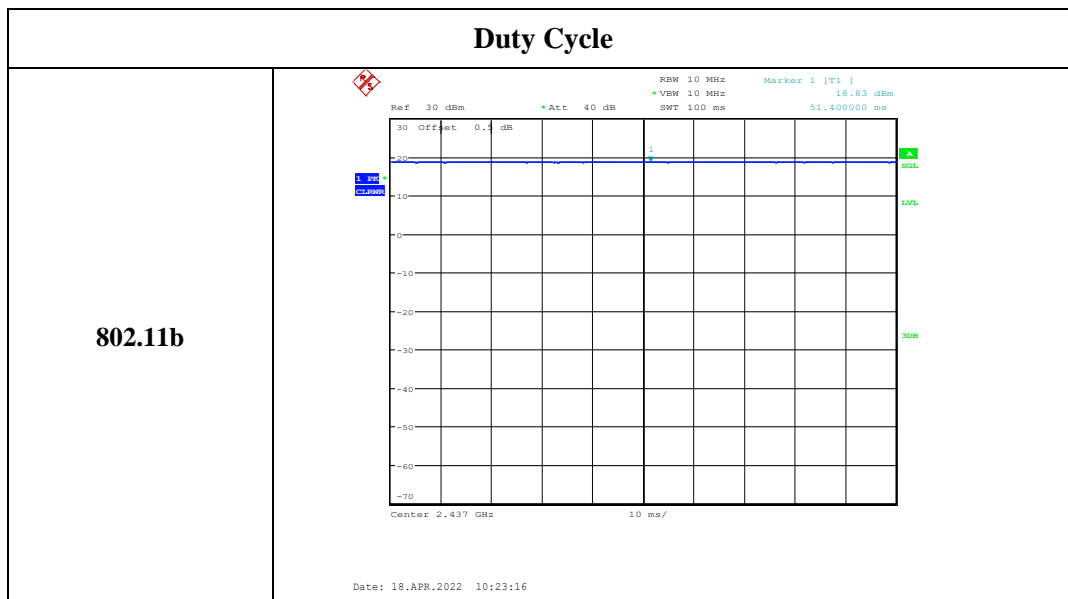 Duty Cycle
802.11b
R S
RBW 10 MHz Marker 1 [T1 ]
* VBW 10 MHz 18.83 dBm
Ref 30 dBm * Att 40 dB SWT 100 ms 51.400000 ms
30 Offset 0.5 dB
A
1
20
SGL
1 PK *
CLRWR
10
LVL
0
-10
-20
3DB
-30
-40
-50
-60
-70
Center 2.437 GHz 10 ms/
Date: 18.APR.2022 10:23:16